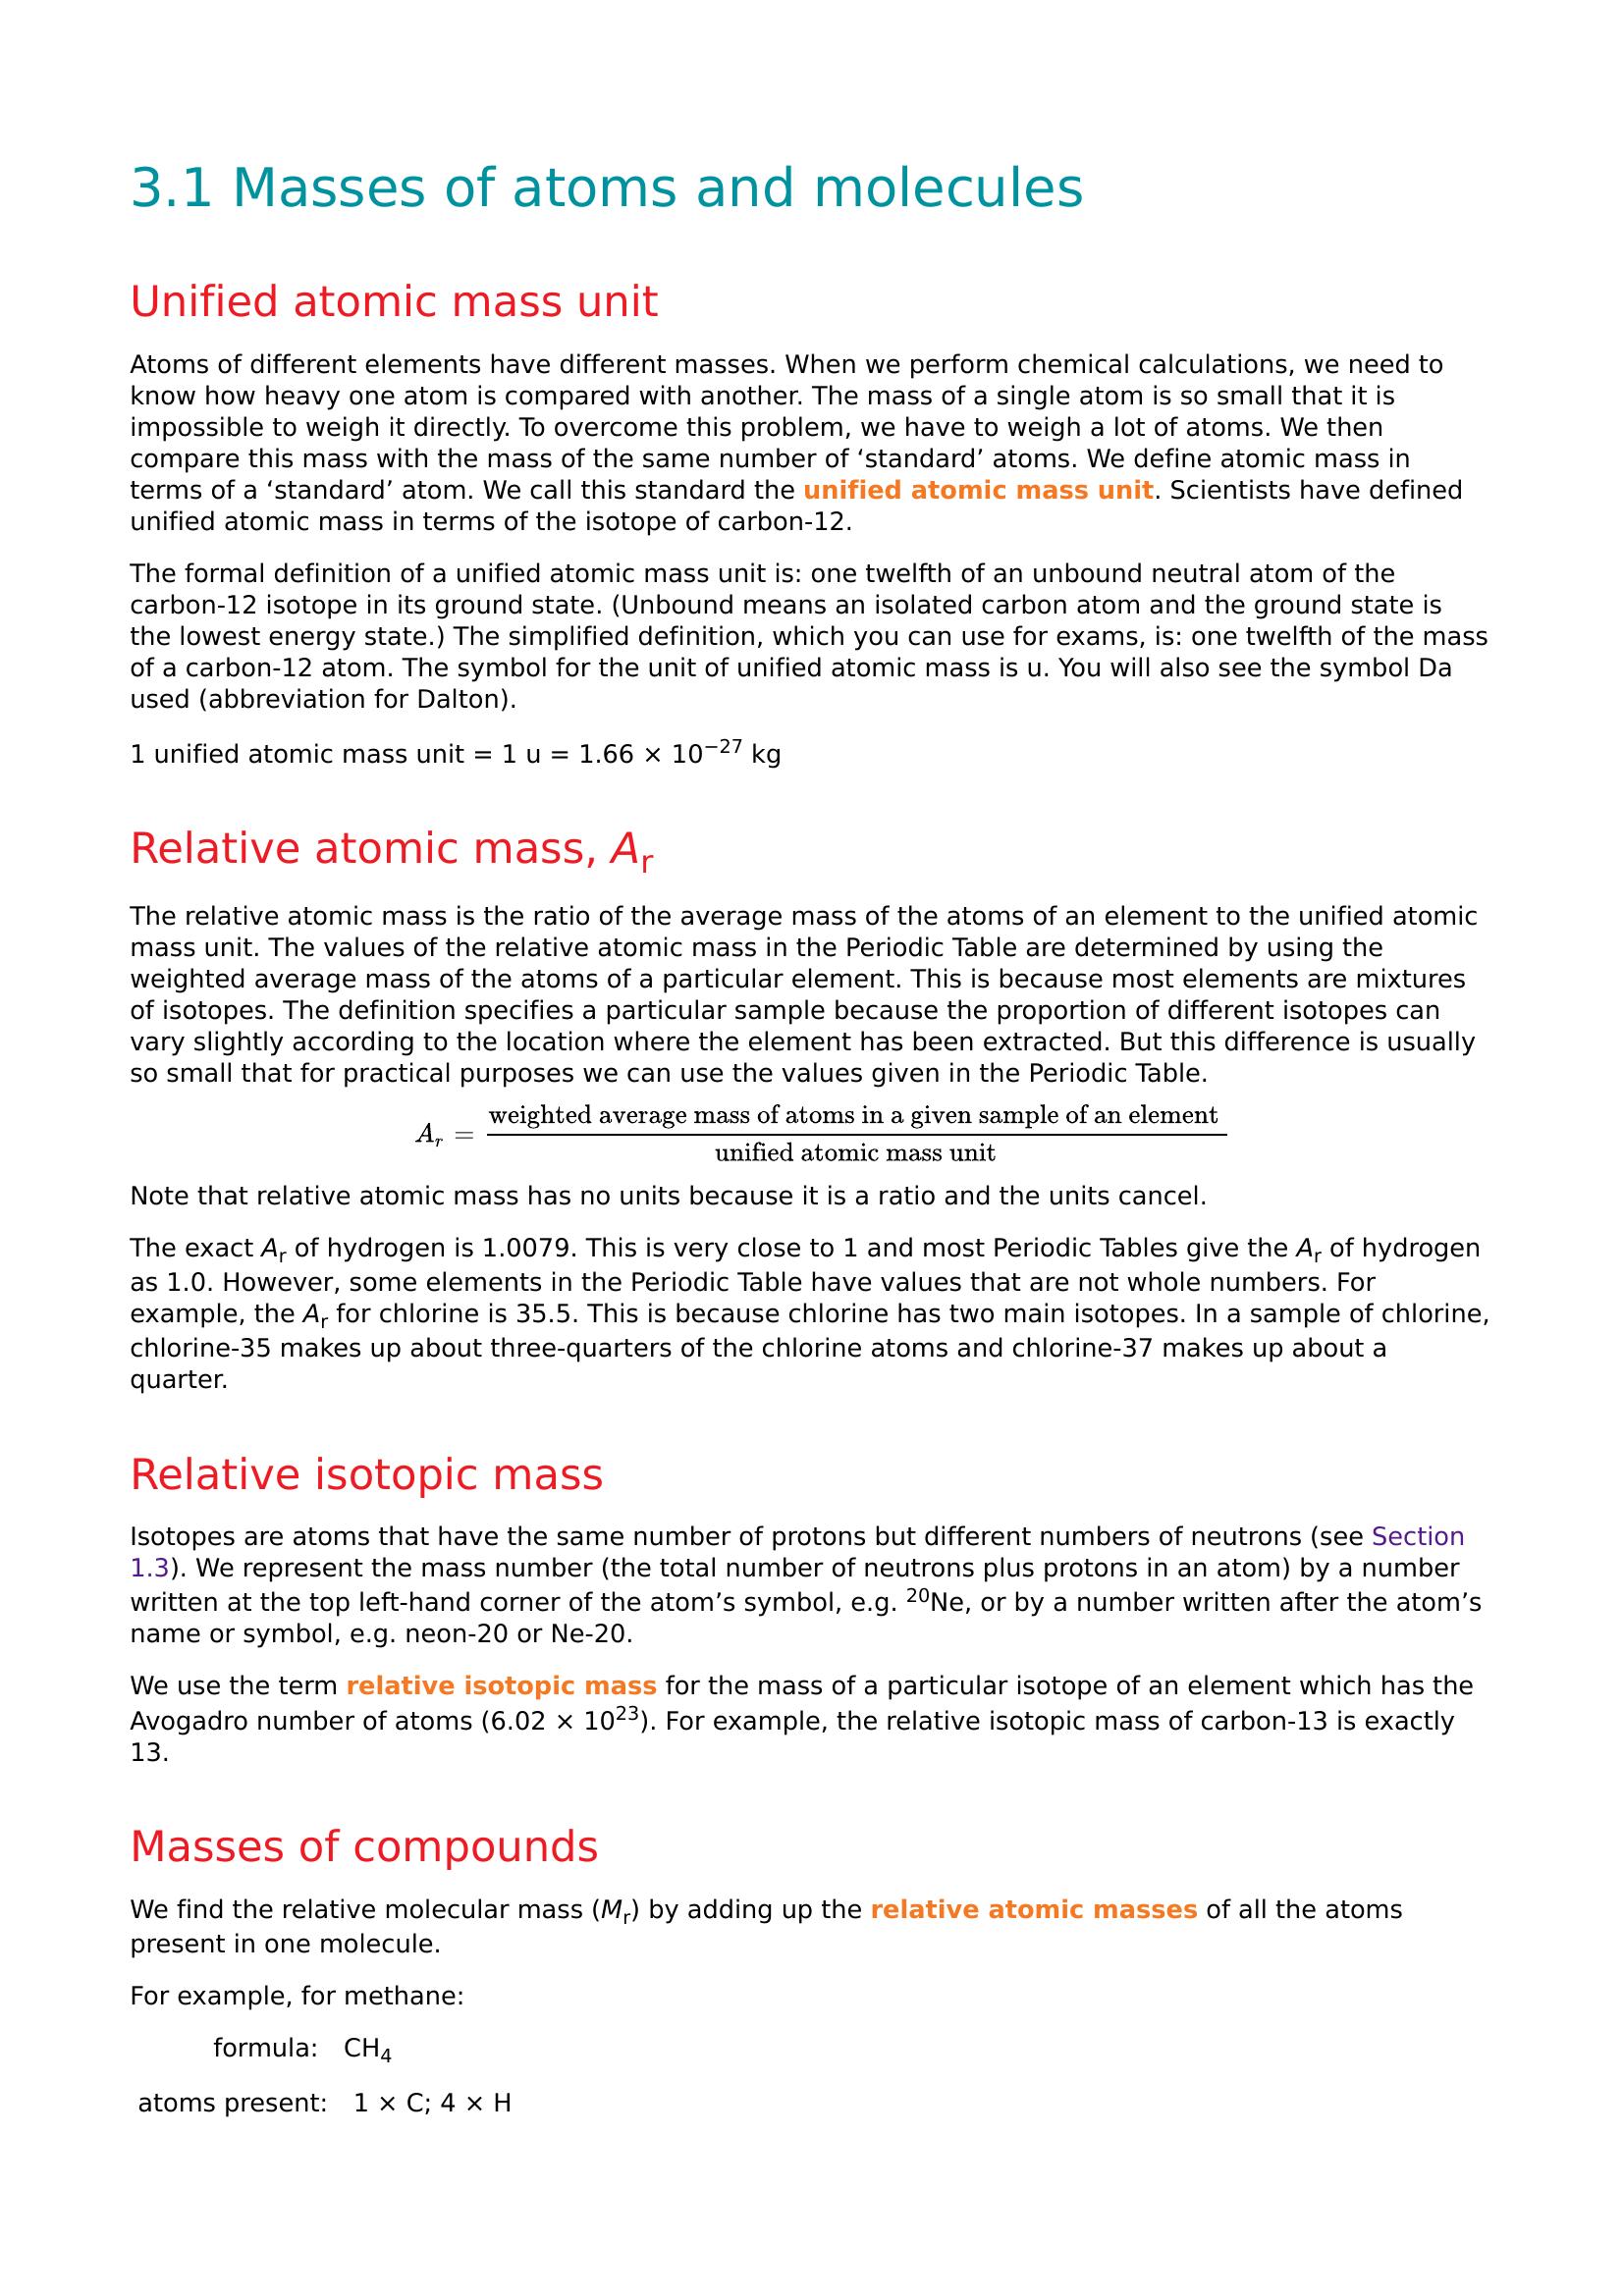 3.1 Masses of atoms and molecules
Unified atomic mass unit
Atoms of different elements have different masses. When we perform chemical calculations, we need to
know how heavy one atom is compared with another. The mass of a single atom is so small that it is
impossible to weigh it directly. To overcome this problem, we have to weigh a lot of atoms. We then
compare this mass with the mass of the same number of ‘standard’ atoms. We define atomic mass in
terms of a ‘standard’ atom. We call this standard the unified atomic mass unit. Scientists have defined
unified atomic mass in terms of the isotope of carbon-12.
The formal definition of a unified atomic mass unit is: one twelfth of an unbound neutral atom of the
carbon-12 isotope in its ground state. (Unbound means an isolated carbon atom and the ground state is
the lowest energy state.) The simplified definition, which you can use for exams, is: one twelfth of the mass
of a carbon-12 atom. The symbol for the unit of unified atomic mass is u. You will also see the symbol Da
used (abbreviation for Dalton).
1 unified atomic mass unit = 1 u = 1.66 × 10⁻²⁷ kg
Relative atomic mass, Aᵣ
The relative atomic mass is the ratio of the average mass of the atoms of an element to the unified atomic
mass unit. The values of the relative atomic mass in the Periodic Table are determined by using the
weighted average mass of the atoms of a particular element. This is because most elements are mixtures
of isotopes. The definition specifies a particular sample because the proportion of different isotopes can
vary slightly according to the location where the element has been extracted. But this difference is usually
so small that for practical purposes we can use the values given in the Periodic Table.
Aᵣ = weighted average mass of atoms in a given sample of an element
unified atomic mass unit
Note that relative atomic mass has no units because it is a ratio and the units cancel.
The exact Aᵣ of hydrogen is 1.0079. This is very close to 1 and most Periodic Tables give the Aᵣ of hydrogen
as 1.0. However, some elements in the Periodic Table have values that are not whole numbers. For
example, the Aᵣ for chlorine is 35.5. This is because chlorine has two main isotopes. In a sample of chlorine,
chlorine-35 makes up about three-quarters of the chlorine atoms and chlorine-37 makes up about a
quarter.
Relative isotopic mass
Isotopes are atoms that have the same number of protons but different numbers of neutrons (see Section
1.3). We represent the mass number (the total number of neutrons plus protons in an atom) by a number
written at the top left-hand corner of the atom’s symbol, e.g. ²⁰Ne, or by a number written after the atom’s
name or symbol, e.g. neon-20 or Ne-20.
We use the term relative isotopic mass for the mass of a particular isotope of an element which has the
Avogadro number of atoms (6.02 × 10²³). For example, the relative isotopic mass of carbon-13 is exactly
13.
Masses of compounds
We find the relative molecular mass (Mᵣ) by adding up the relative atomic masses of all the atoms
present in one molecule.
For example, for methane:
formula: CH₄
atoms present: 1 × C; 4 × H